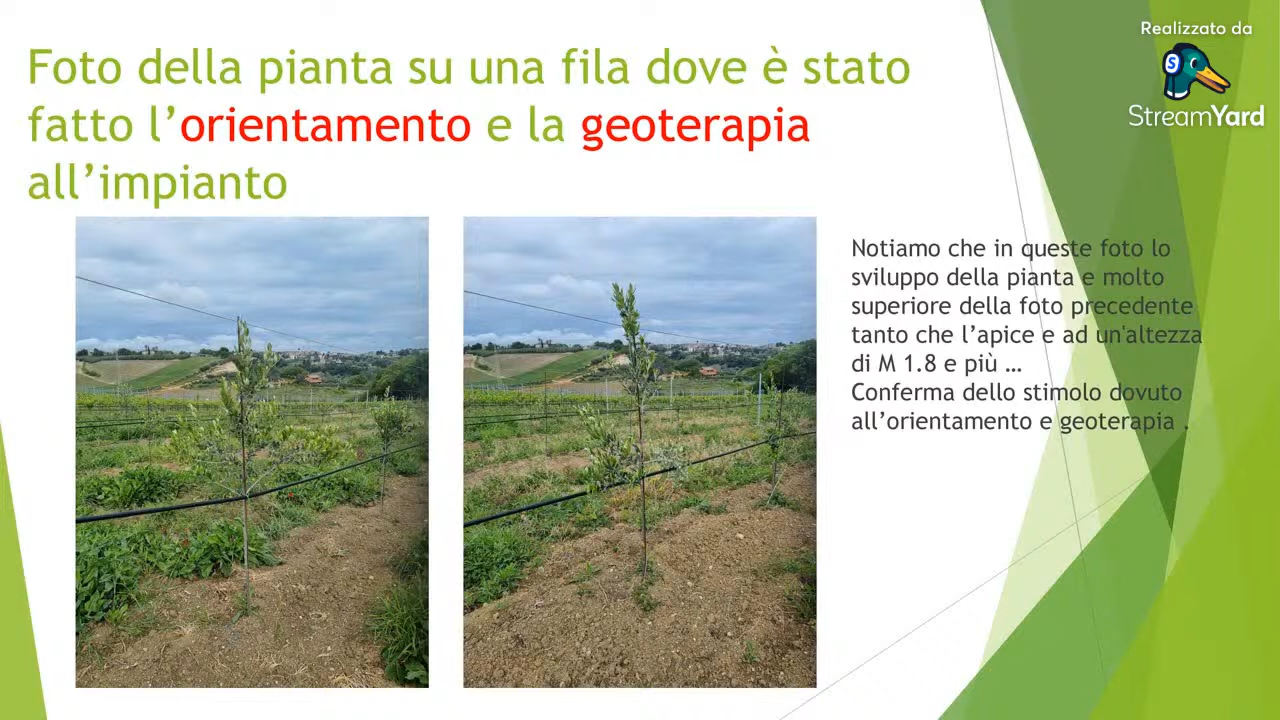 Realizzato da
StreamYard
Foto della pianta su una fila dove è stato
fatto l’orientamento e la geoterapia
all’impianto
Notiamo che in queste foto lo
sviluppo della pianta e molto
superiore della foto precedente
tanto che l’apice e ad un'altezza
di M 1.8 e più …
Conferma dello stimolo dovuto
all’orientamento e geoterapia .